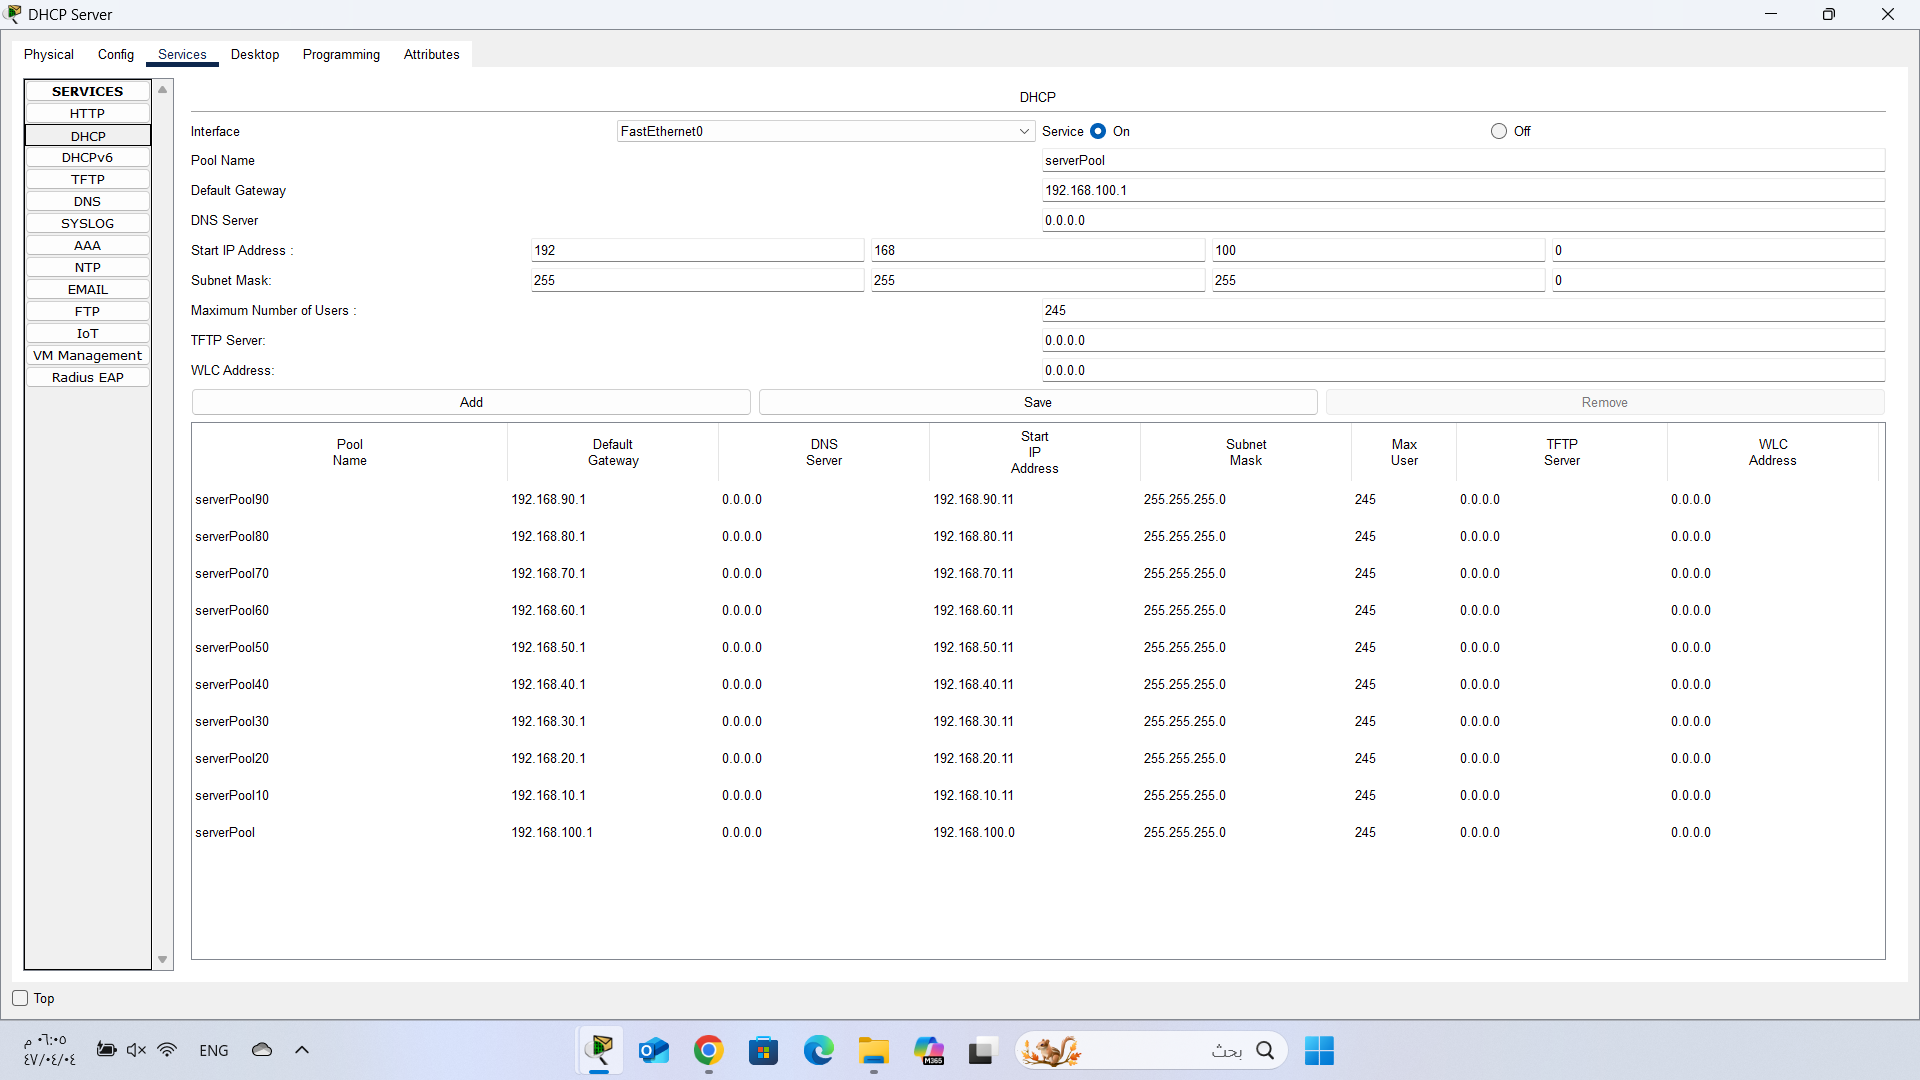 DHCP Server
Physical Config Services Desktop Programming Attributes
SERVICES
HTTP
DHCP
DHCPv6
TFTP
DNS
SYSLOG
AAA
NTP
EMAIL
FTP
IoT
VM Management
Radius EAP
DHCP
Interface FastEthernet0 Service On Off
Pool Name serverPool
Default Gateway 192.168.100.1
DNS Server 0.0.0.0
Start IP Address : 192 168 100 0
Subnet Mask: 255 255 255 0
Maximum Number of Users : 245
TFTP Server: 0.0.0.0
WLC Address: 0.0.0.0
Add Save Remove
Pool Name Default Gateway DNS Server Start IP Address Subnet Mask Max User TFTP Server WLC Address
serverPool90 192.168.90.1 0.0.0.0 192.168.90.11 255.255.255.0 245 0.0.0.0 0.0.0.0
serverPool80 192.168.80.1 0.0.0.0 192.168.80.11 255.255.255.0 245 0.0.0.0 0.0.0.0
serverPool70 192.168.70.1 0.0.0.0 192.168.70.11 255.255.255.0 245 0.0.0.0 0.0.0.0
serverPool60 192.168.60.1 0.0.0.0 192.168.60.11 255.255.255.0 245 0.0.0.0 0.0.0.0
serverPool50 192.168.50.1 0.0.0.0 192.168.50.11 255.255.255.0 245 0.0.0.0 0.0.0.0
serverPool40 192.168.40.1 0.0.0.0 192.168.40.11 255.255.255.0 245 0.0.0.0 0.0.0.0
serverPool30 192.168.30.1 0.0.0.0 192.168.30.11 255.255.255.0 245 0.0.0.0 0.0.0.0
serverPool20 192.168.20.1 0.0.0.0 192.168.20.11 255.255.255.0 245 0.0.0.0 0.0.0.0
serverPool10 192.168.10.1 0.0.0.0 192.168.10.11 255.255.255.0 245 0.0.0.0 0.0.0.0
serverPool 192.168.100.1 0.0.0.0 192.168.100.0 255.255.255.0 245 0.0.0.0 0.0.0.0
Top
٠٦:٠٥ م
٤٧/٠٤/٠٤
ENG
M365
بحث